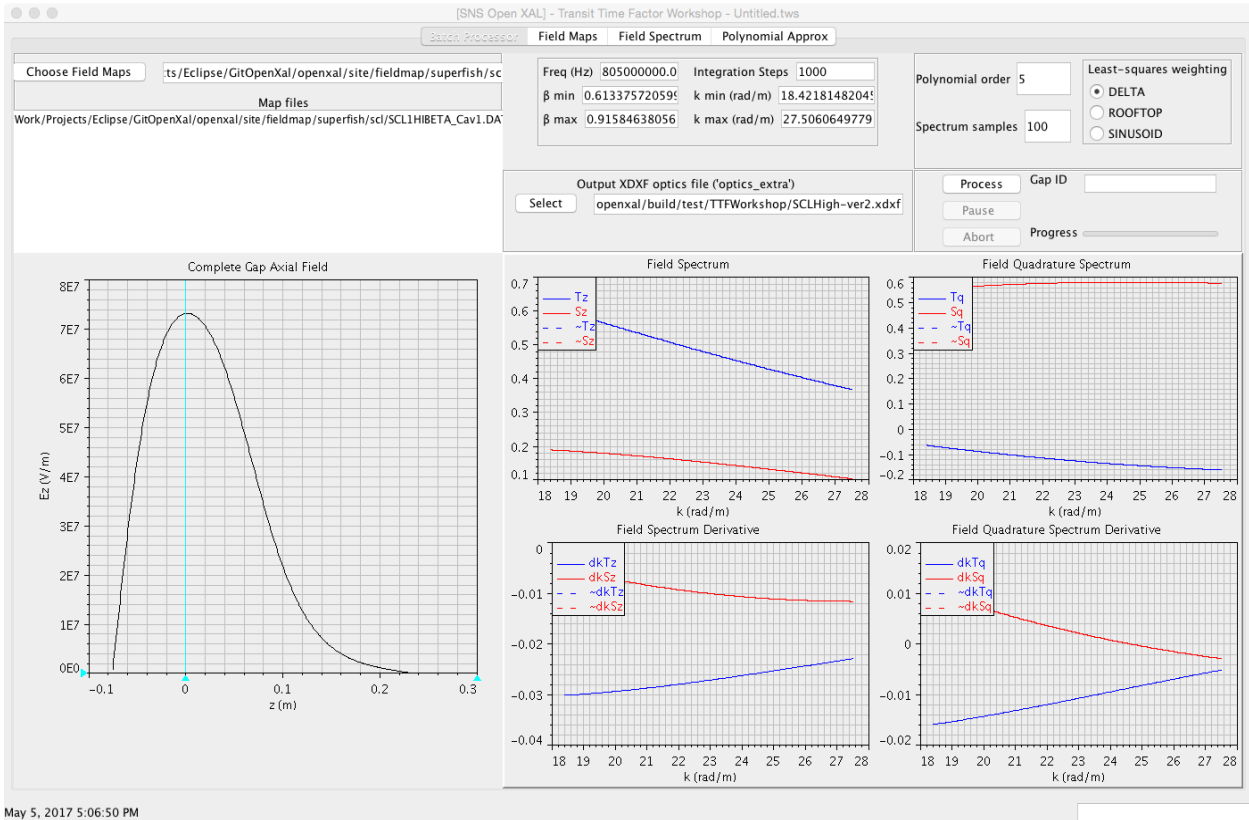 [SNS Open XAL] - Transit Time Factor Workshop - Untitled.tws
Batch Processor Field Maps Field Spectrum Polynomial Approx
Choose Field Maps :ts/Eclipse/GitOpenXal/openxal/site/fieldmap/superfish/sc
Map files
Work/Projects/Eclipse/GitOpenXal/openxal/site/fieldmap/superfish/scl/SCL1HIBETA_Cav1.DA
Freq (Hz) 805000000.0 Integration Steps 1000
β min 0.613375720599 k min (rad/m) 18.4218148204
β max 0.91584638056 k max (rad/m) 27.5060649779
Polynomial order 5
Spectrum samples 100
Least-squares weighting
DELTA
ROOFTOP
SINUSOID
Output XDXF optics file ('optics_extra')
Select openxal/build/test/TTFWorkshop/SCLHigh-ver2.xdxf
Process Gap ID
Pause
Abort Progress
Complete Gap Axial Field
8E7
7E7
6E7
5E7
4E7
3E7
2E7
1E7
0E0
Ez (V/m)
-0.1 0 0.1 0.2 0.3
z (m)
Field Spectrum
0.7
0.6
0.5
0.4
0.3
0.2
0.1
Tz
Sz
~Tz
~Sz
18 19 20 21 22 23 24 25 26 27 28
k (rad/m)
Field Quadrature Spectrum
0.6
0.5
0.4
0.3
0.2
0.1
0
-0.1
-0.2
Tq
Sq
~Tq
~Sq
18 19 20 21 22 23 24 25 26 27 28
k (rad/m)
Field Spectrum Derivative
0
-0.01
-0.02
-0.03
-0.04
dkTz
dkSz
~dkTz
~dkSz
18 19 20 21 22 23 24 25 26 27 28
k (rad/m)
Field Quadrature Spectrum Derivative
0.02
0.01
0
-0.01
-0.02
dkTq
dkSq
~dkTq
~dkSq
18 19 20 21 22 23 24 25 26 27 28
k (rad/m)
May 5, 2017 5:06:50 PM